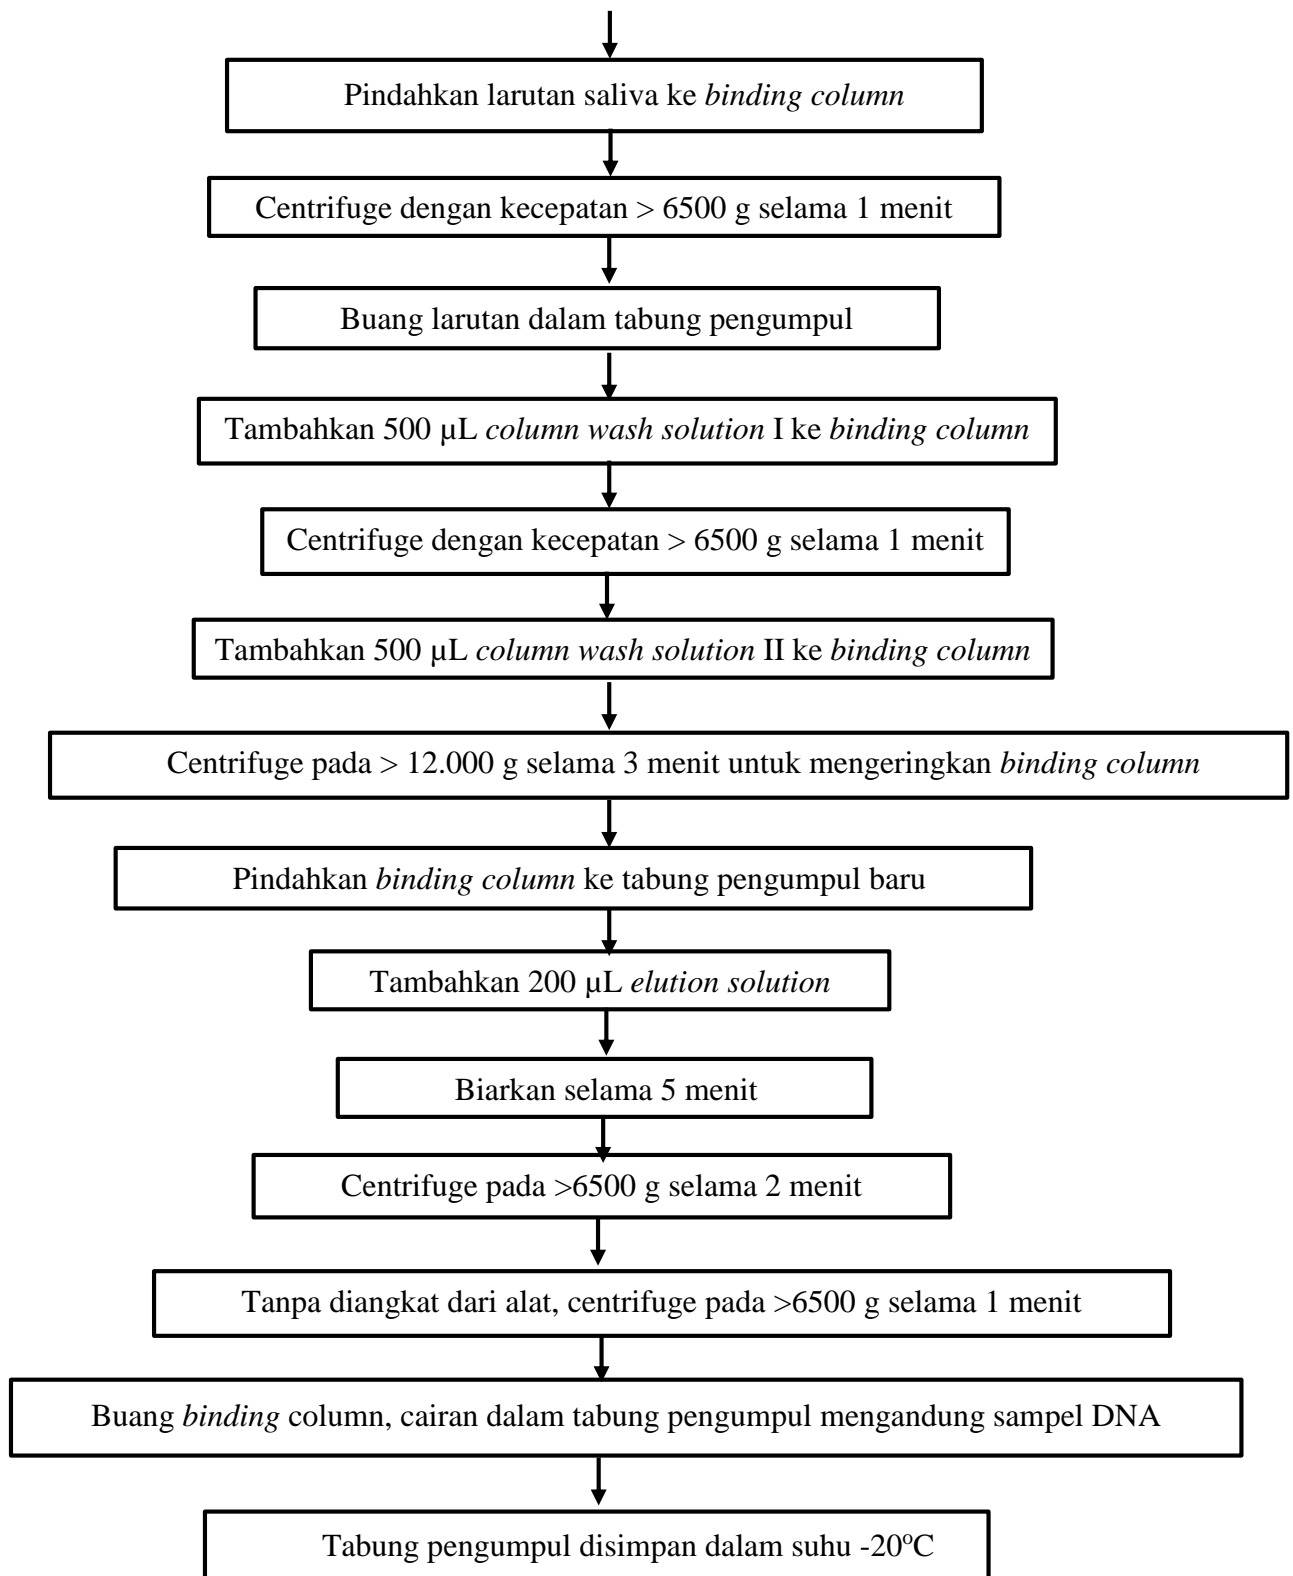 Pindahkan larutan saliva ke binding column
Centrifuge dengan kecepatan > 6500 g selama 1 menit
Buang larutan dalam tabung pengumpul
Tambahkan 500 µL column wash solution I ke binding column
Centrifuge dengan kecepatan > 6500 g selama 1 menit
Tambahkan 500 µL column wash solution II ke binding column
Centrifuge pada > 12.000 g selama 3 menit untuk mengeringkan binding column
Pindahkan binding column ke tabung pengumpul baru
Tambahkan 200 µL elution solution
Biarkan selama 5 menit
Centrifuge pada >6500 g selama 2 menit
Tanpa diangkat dari alat, centrifuge pada >6500 g selama 1 menit
Buang binding column, cairan dalam tabung pengumpul mengandung sampel DNA
Tabung pengumpul disimpan dalam suhu -20ºC